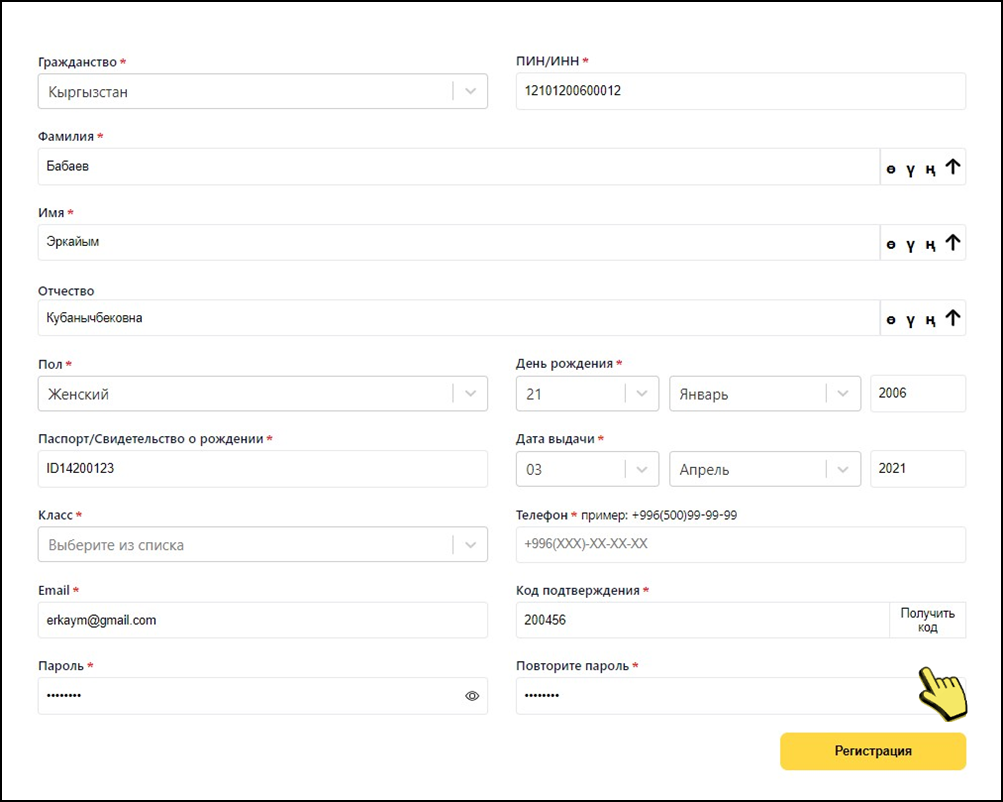 Гражданство *
Кыргызстан
ПИН/ИНН *
12101200600012
Фамилия *
Бабаев
ө ү ң ↑
Имя *
Эркайым
ө ү ң ↑
Отчество
Кубанычбековна
ө ү ң ↑
Пол *
Женский
День рождения *
21 Январь 2006
Паспорт/Свидетельство о рождении *
ID14200123
Дата выдачи *
03 Апрель 2021
Класс *
Выберите из списка
Телефон * пример: +996(500)99-99-99
+996(XXX)-XX-XX-XX
Email *
erkaym@gmail.com
Код подтверждения *
200456
Получить
код
Пароль *
••••••••
Повторите пароль *
••••••••
Регистрация